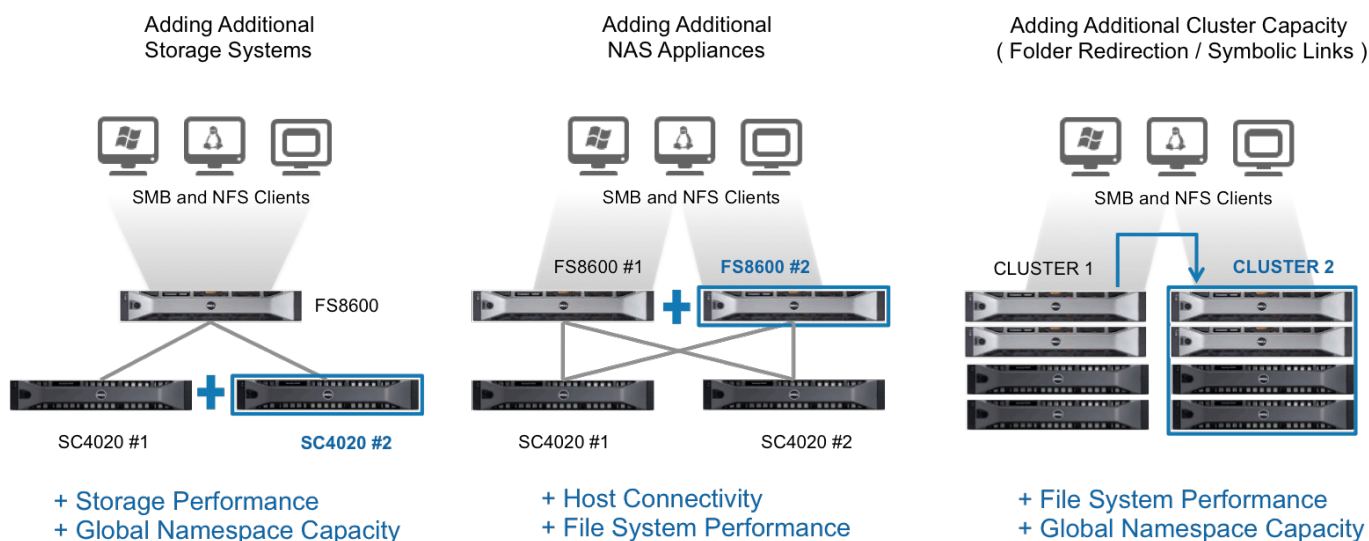 Adding Additional
Storage Systems
SMB and NFS Clients
FS8600
SC4020 #1
SC4020 #2
+ Storage Performance
+ Global Namespace Capacity
Adding Additional
NAS Appliances
SMB and NFS Clients
FS8600 #1
FS8600 #2
SC4020 #1
SC4020 #2
+ Host Connectivity
+ File System Performance
Adding Additional Cluster Capacity
( Folder Redirection / Symbolic Links )
SMB and NFS Clients
CLUSTER 1
CLUSTER 2
+ File System Performance
+ Global Namespace Capacity